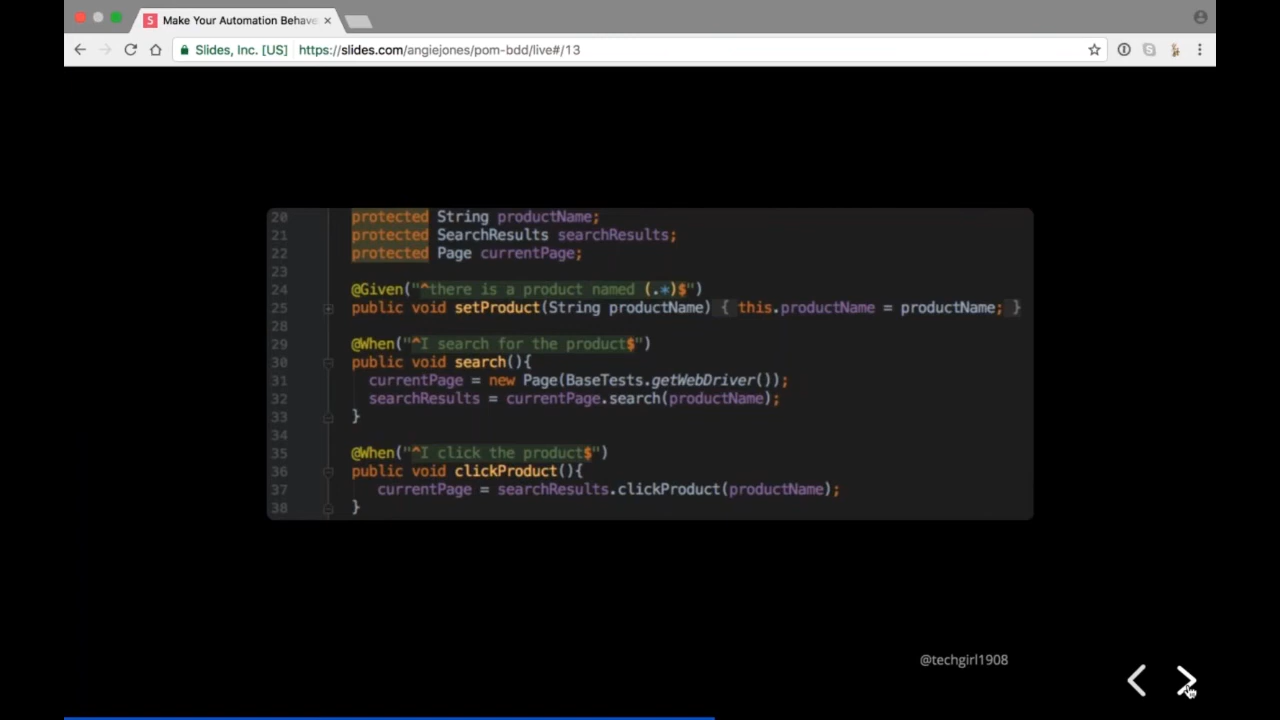 Make Your Automation Behave
Slides, Inc. [US] https://slides.com/angiejones/pom-bdd/live#/13
20 protected String productName;
21 protected SearchResults searchResults;
22 protected Page currentPage;
23
24 @Given("^there is a product named (.*)$")
25 public void setProduct(String productName) { this.productName = productName; }
28
29 @When("^I search for the product$")
30 public void search(){
31 currentPage = new Page(BaseTests.getWebDriver());
32 searchResults = currentPage.search(productName);
33 }
34
35 @When("^I click the product$")
36 public void clickProduct(){
37 currentPage = searchResults.clickProduct(productName);
38 }
@techgirl1908